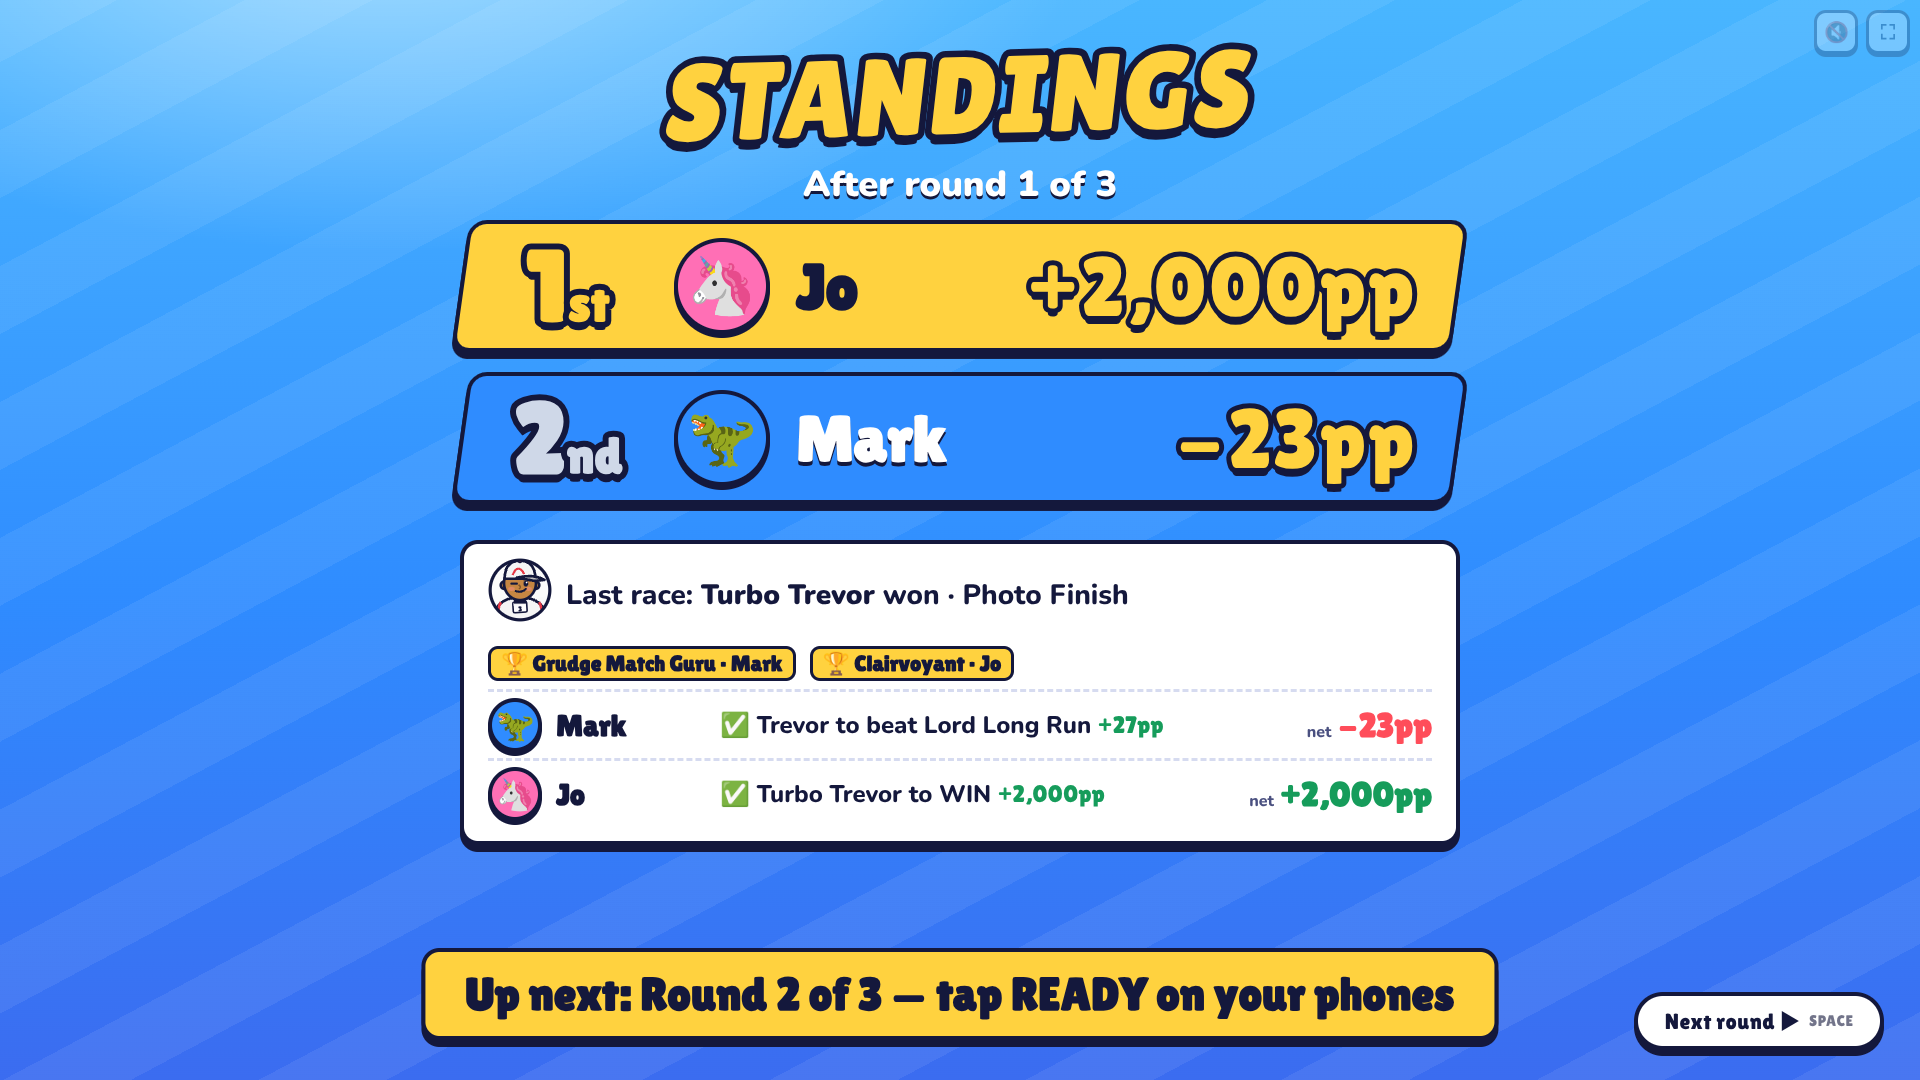 STANDINGS
After round 1 of 3
1st Jo +2,000pp
2nd Mark -23pp
Last race: Turbo Trevor won · Photo Finish
🏆 Grudge Match Guru · Mark 🏆 Clairvoyant · Jo
Mark ✅ Trevor to beat Lord Long Run +27pp net -23pp
Jo ✅ Turbo Trevor to WIN +2,000pp net +2,000pp
Up next: Round 2 of 3 — tap READY on your phones
Next round ▶ SPACE